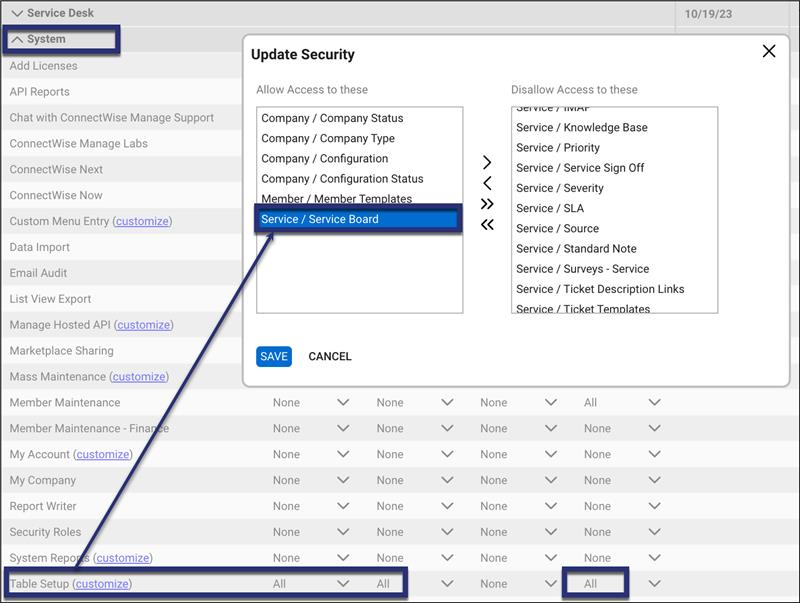 Service Desk
10/19/23
System
Add Licenses
API Reports
Chat with ConnectWise Manage Support
ConnectWise Manage Labs
ConnectWise Next
ConnectWise Now
Custom Menu Entry (customize)
Data Import
Email Audit
List View Export
Manage Hosted API (customize)
Marketplace Sharing
Mass Maintenance (customize)
Update Security
Allow Access to these
Company / Company Status
Company / Company Type
Company / Configuration
Company / Configuration Status
Member / Member Templates
Service / Service Board
Disallow Access to these
Service / IMAP
Service / Knowledge Base
Service / Priority
Service / Service Sign Off
Service / Severity
Service / SLA
Service / Source
Service / Standard Note
Service / Surveys - Service
Service / Ticket Description Links
Service / Ticket Templates
SAVE CANCEL
Member Maintenance None None None All
Member Maintenance - Finance None None None None
My Account (customize) None None None None
My Company None None None None
Report Writer None None None None
Security Roles None None None None
System Reports (customize) None None None None
Table Setup (customize) All All None All